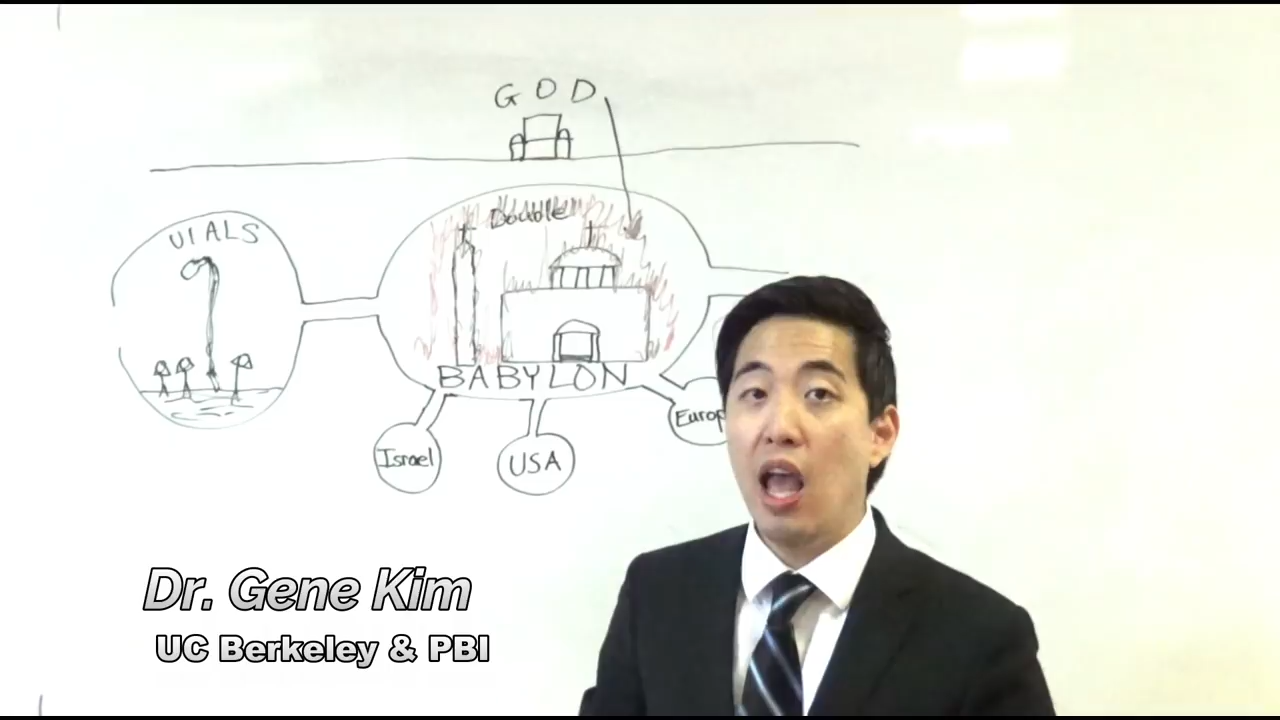 GOD
VIALS
Double
BABYLON
Israel
USA
Europ
Dr. Gene Kim
UC Berkeley & PBI